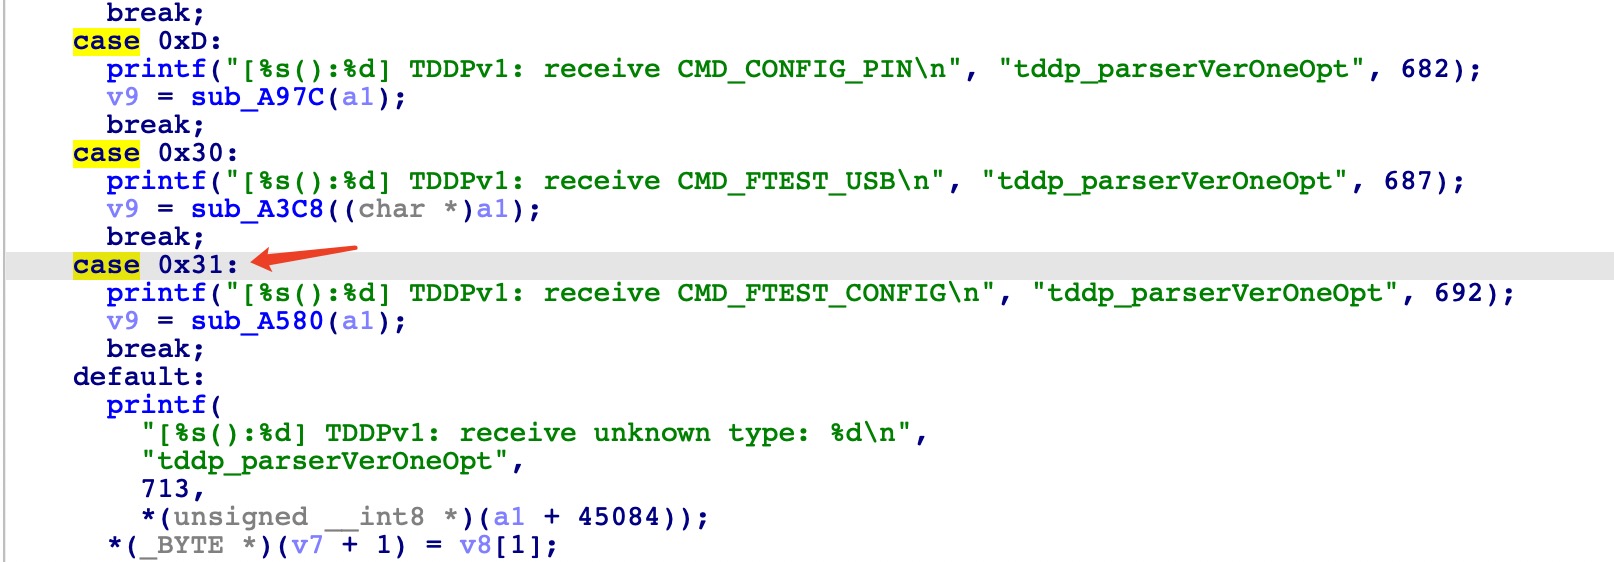 break;
case 0xD:
printf("[%s():%d] TDDPv1: receive CMD_CONFIG_PIN\n", "tddp_parserVerOneOpt", 682);
v9 = sub_A97C(a1);
break;
case 0x30:
printf("[%s():%d] TDDPv1: receive CMD_FTEST_USB\n", "tddp_parserVerOneOpt", 687);
v9 = sub_A3C8((char *)a1);
break;
case 0x31:
printf("[%s():%d] TDDPv1: receive CMD_FTEST_CONFIG\n", "tddp_parserVerOneOpt", 692);
v9 = sub_A580(a1);
break;
default:
printf(
"[%s():%d] TDDPv1: receive unknown type: %d\n",
"tddp_parserVerOneOpt",
713,
*(unsigned __int8 *)(a1 + 45084));
*(_BYTE *)(v7 + 1) = v8[1];